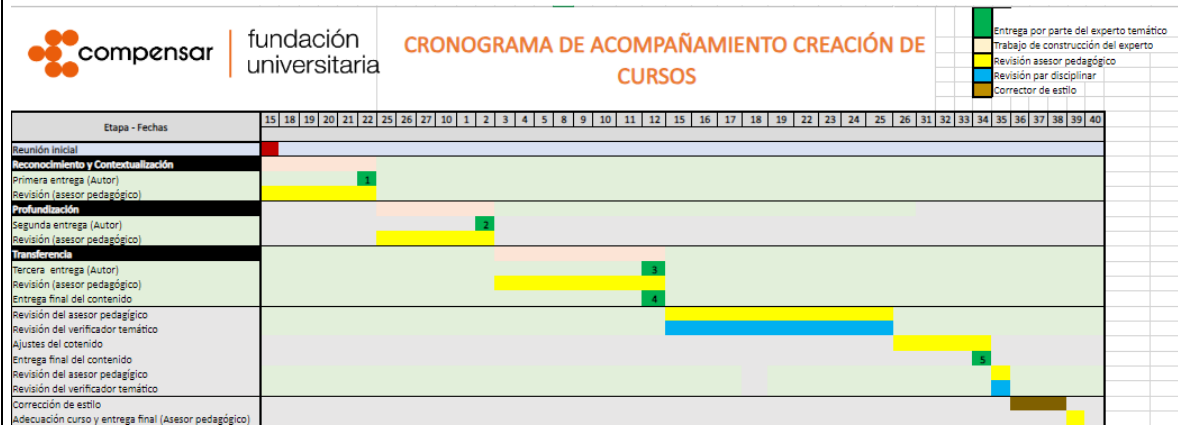 compensar
fundación
universitaria
CRONOGRAMA DE ACOMPAÑAMIENTO CREACIÓN DE
CURSOS
Entrega por parte del experto temático
Trabajo de construcción del experto
Revisión asesor pedagógico
Revisión par disciplinar
Corrector de estilo
Etapa - Fechas
15 18 19 20 21 22 25 26 27 10 1 2 3 4 5 8 9 10 11 12 15 16 17 18 19 22 23 24 25 26 31 32 33 34 35 36 37 38 39 40
Reunión inicial
Reconocimiento y Contextualización
Primera entrega (Autor) 1
Revisión (asesor pedagógico)
Profundización
Segunda entrega (Autor) 2
Revisión (asesor pedagógico)
Transferencia
Tercera entrega (Autor) 3
Revisión (asesor pedagógico)
Entrega final del contenido 4
Revisión del asesor pedagígico
Revisión del verificador temático
Ajustes del cotenido
Entrega final del contenido 5
Revisión del asesor pedagígico
Revisión del verificador temático
Corrección de estilo
Adecuación curso y entrega final (Asesor pedagógico)